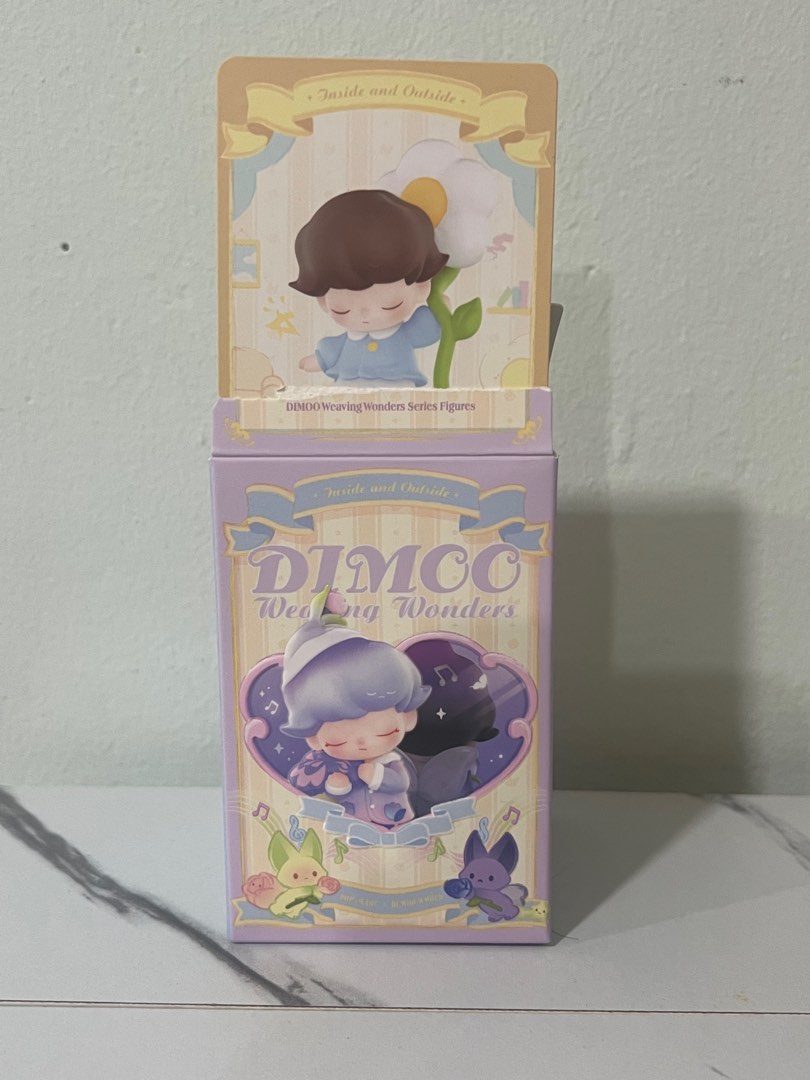 Inside and Outside
DIMOO Weaving Wonders Series Figures
Inside and Outside
DIMOO
Weaving Wonders